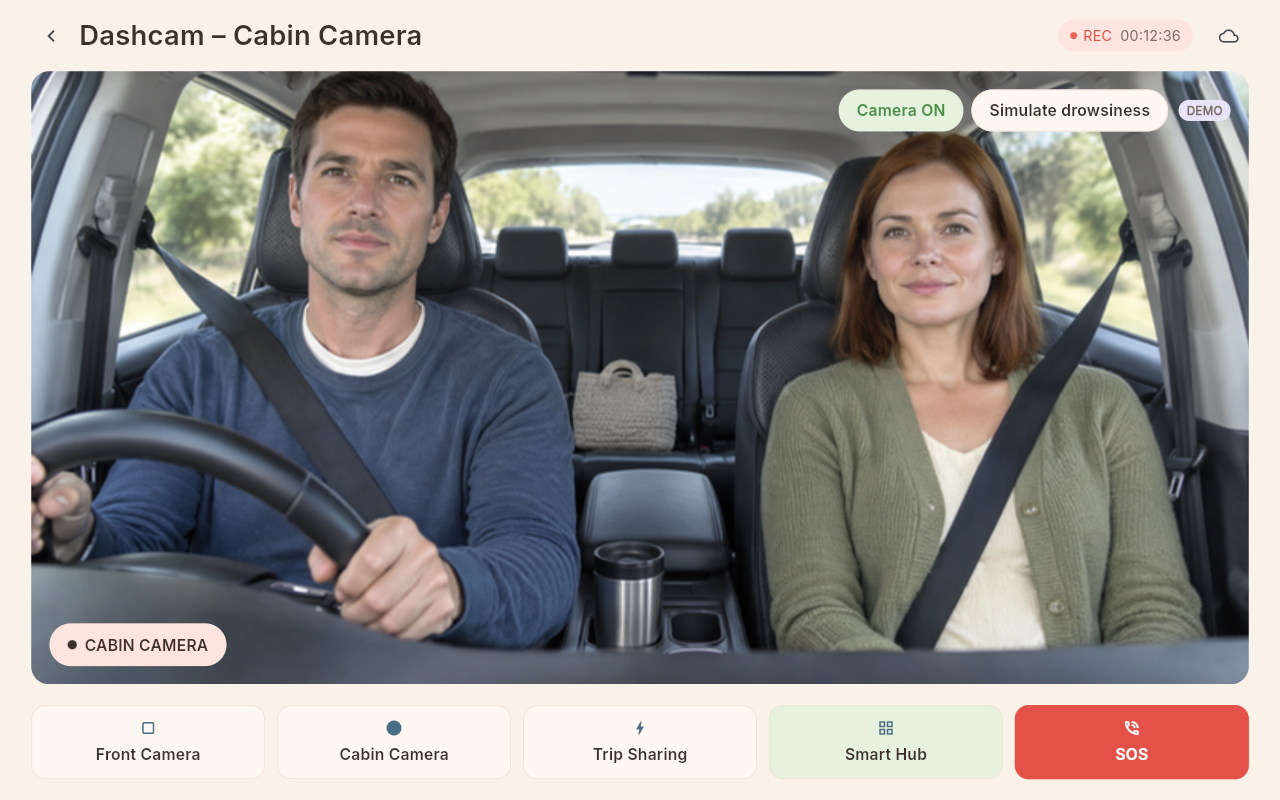 Dashcam – Cabin Camera
REC 00:12:36
Camera ON
Simulate drowsiness
DEMO
CABIN CAMERA
Front Camera
Cabin Camera
Trip Sharing
Smart Hub
SOS